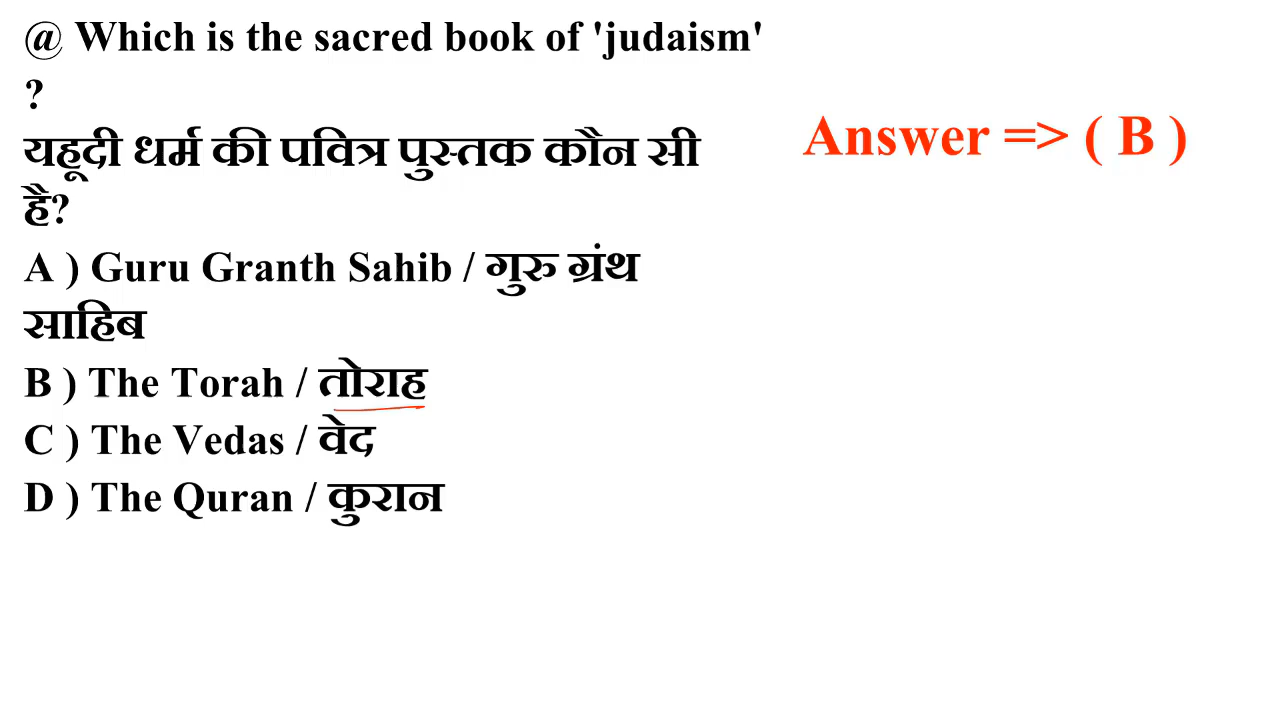 @ Which is the sacred book of 'judaism'
?
यहूदी धर्म की पवित्र पुस्तक कौन सी
है?
A ) Guru Granth Sahib / गुरु ग्रंथ
साहिब
B ) The Torah / तोराह
C ) The Vedas / वेद
D ) The Quran / कुरान
Answer => ( B )